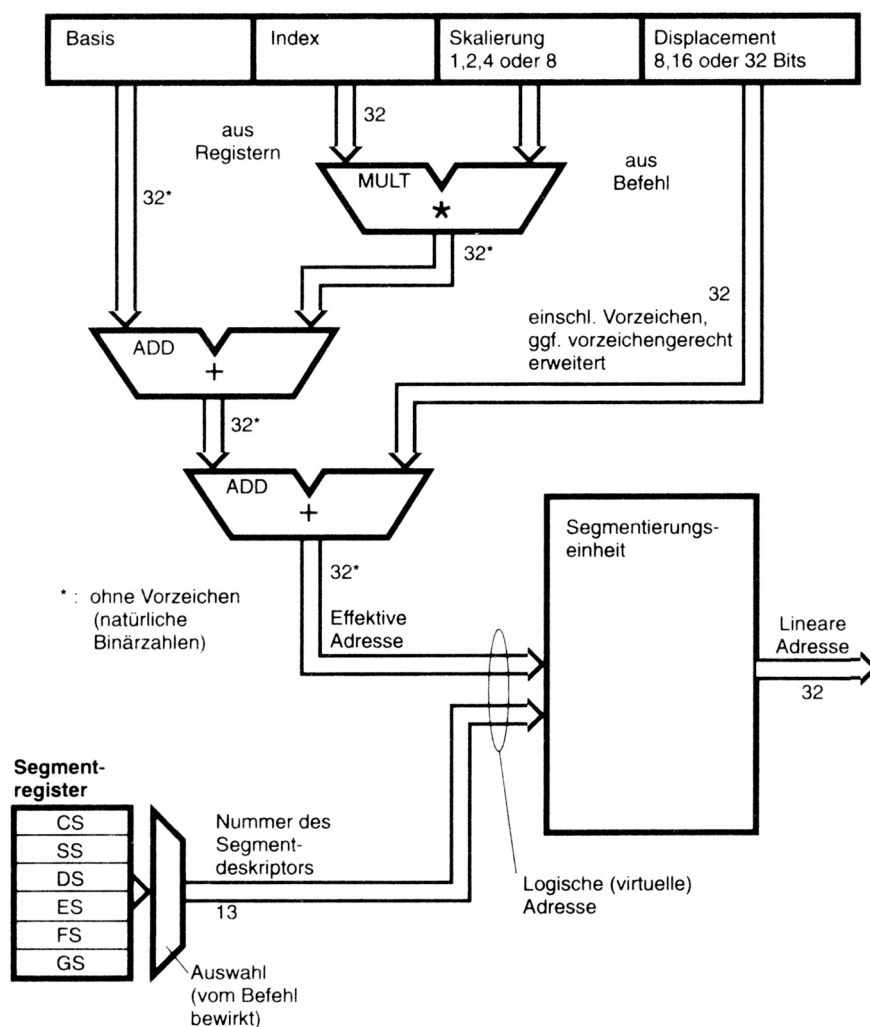 Basis
Index
Skalierung
1,2,4 oder 8
Displacement
8,16 oder 32 Bits
aus
Registern
32
aus
Befehl
MULT
*
32*
32*
32
einschl. Vorzeichen,
ggf. vorzeichengerecht
erweitert
ADD
+
32*
ADD
+
32*
* : ohne Vorzeichen
(natürliche
Binärzahlen)
Effektive
Adresse
Segmentierungs-
einheit
Lineare
Adresse
32
Segment-
register
CS
SS
DS
ES
FS
GS
Nummer des
Segment-
deskriptors
13
Logische (virtuelle)
Adresse
Auswahl
(vom Befehl
bewirkt)